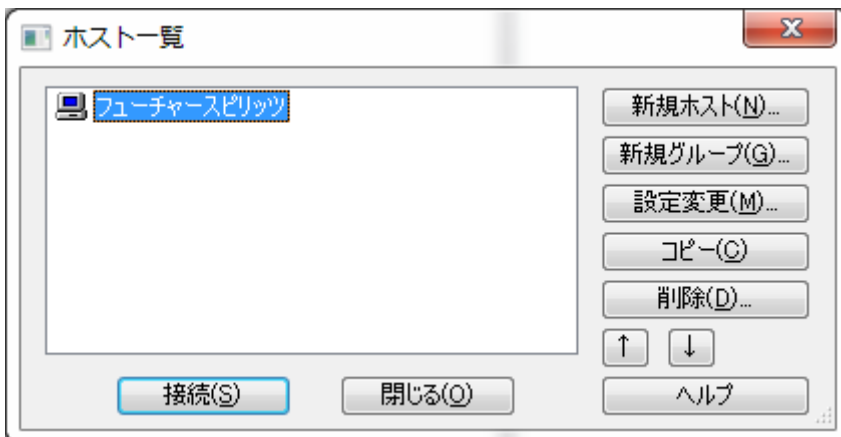 ホスト一覧
フューチャースピリッツ
新規ホスト(N)...
新規グループ(G)...
設定変更(M)...
コピー(C)
削除(D)...
↑ ↓
接続(S) 閉じる(O) ヘルプ